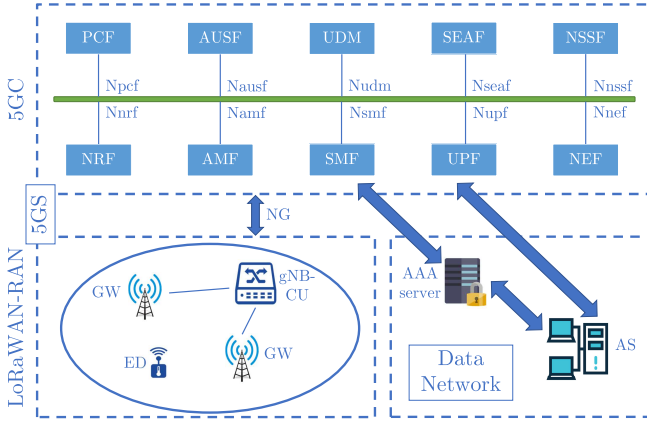 PCF AUSF UDM SEAF NSSF
Npcf Nausf Nudm Nseaf Nnssf
Nnrf Namf Nsmf Nupf Nnef
NRF AMF SMF UPF NEF
5GC
5GS
NG
LoRaWAN-RAN
GW
gNB-
CU
ED
GW
AAA
server
AS
Data
Network